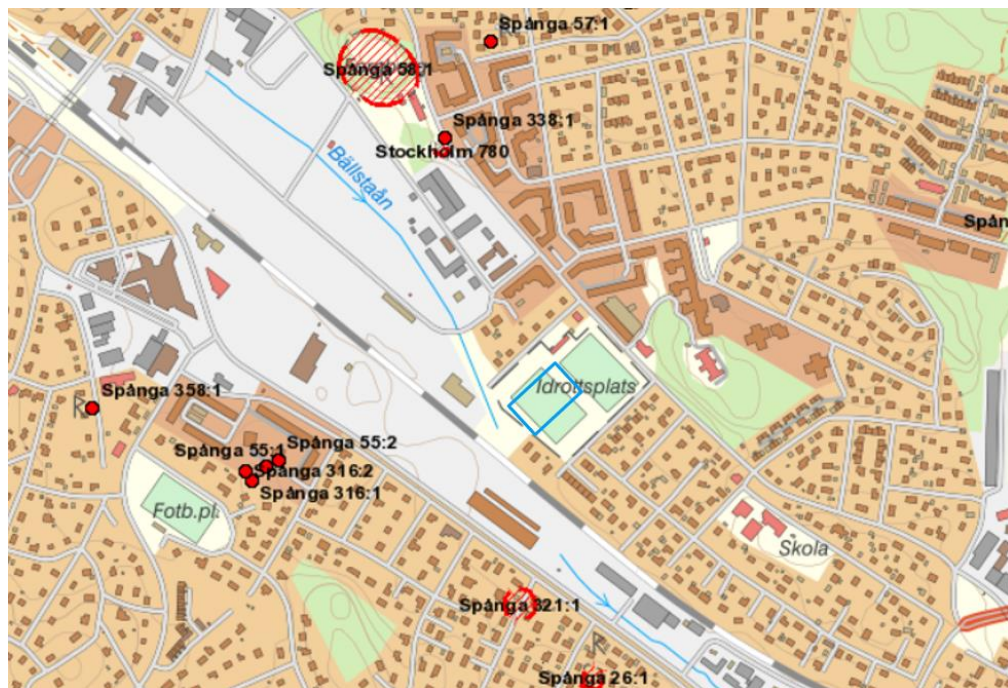 Spånga 57:1
Spånga 58:1
Spånga 338:1
Stockholm 780
Bällstaån
Spån
Idrottsplats
Spånga 358:1
Spånga 55:1
Spånga 55:2
Spånga 316:2
Spånga 316:1
Fotb.pl.
Skola
Spånga 321:1
R
R
Spånga 26:1